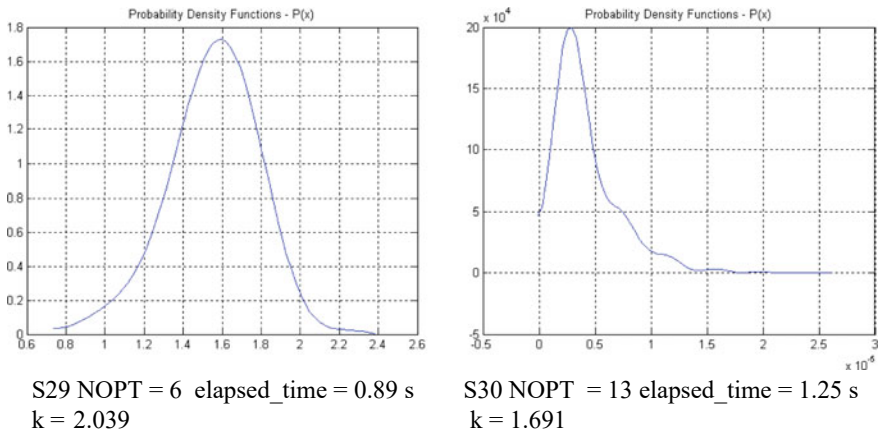 Probability Density Functions - P(x)
1.8
1.6
1.4
1.2
1
0.8
0.6
0.4
0.2
0
0.6 0.8 1 1.2 1.4 1.6 1.8 2 2.2 2.4 2.6
S29 NOPT = 6 elapsed_time = 0.89 s
k = 2.039
x 10^4
Probability Density Functions - P(x)
20
15
10
5
0
-5
-0.5 0 0.5 1 1.5 2 2.5 3
x 10^-5
S30 NOPT = 13 elapsed_time = 1.25 s
k = 1.691